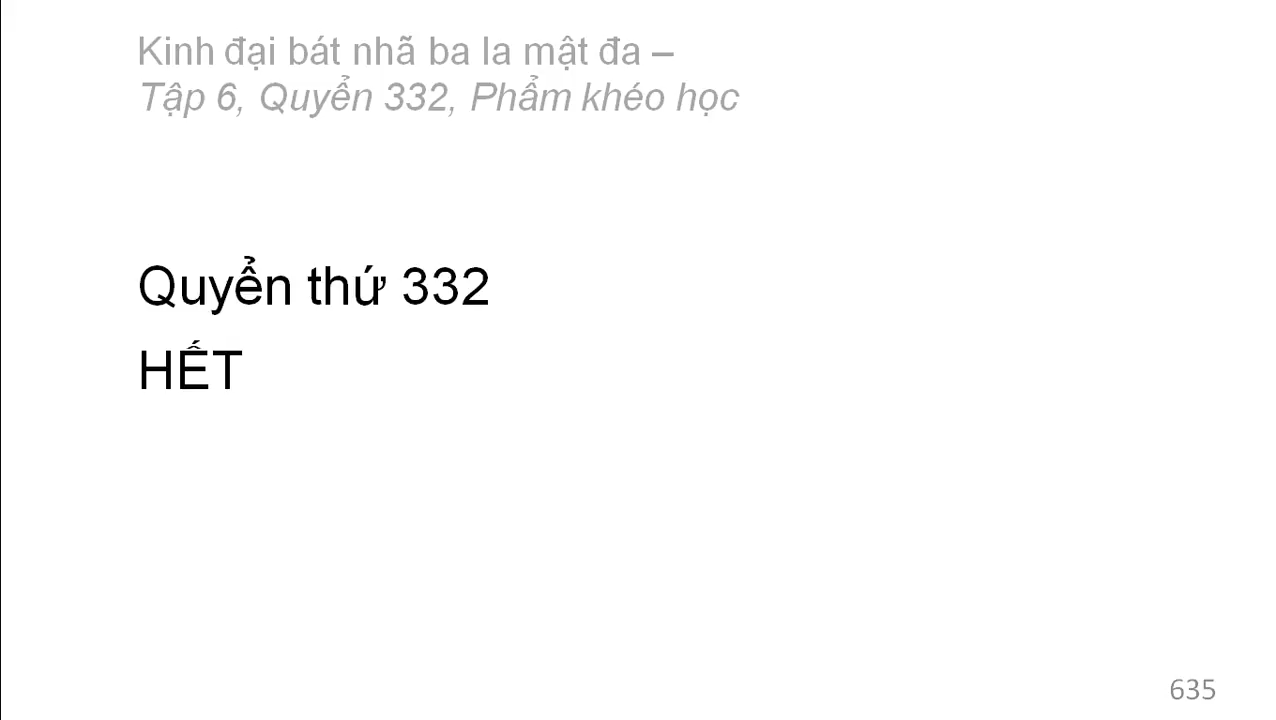 Kinh đại bát nhã ba la mật đa –
Tập 6, Quyển 332, Phẩm khéo học
Quyển thứ 332
HẾT
635